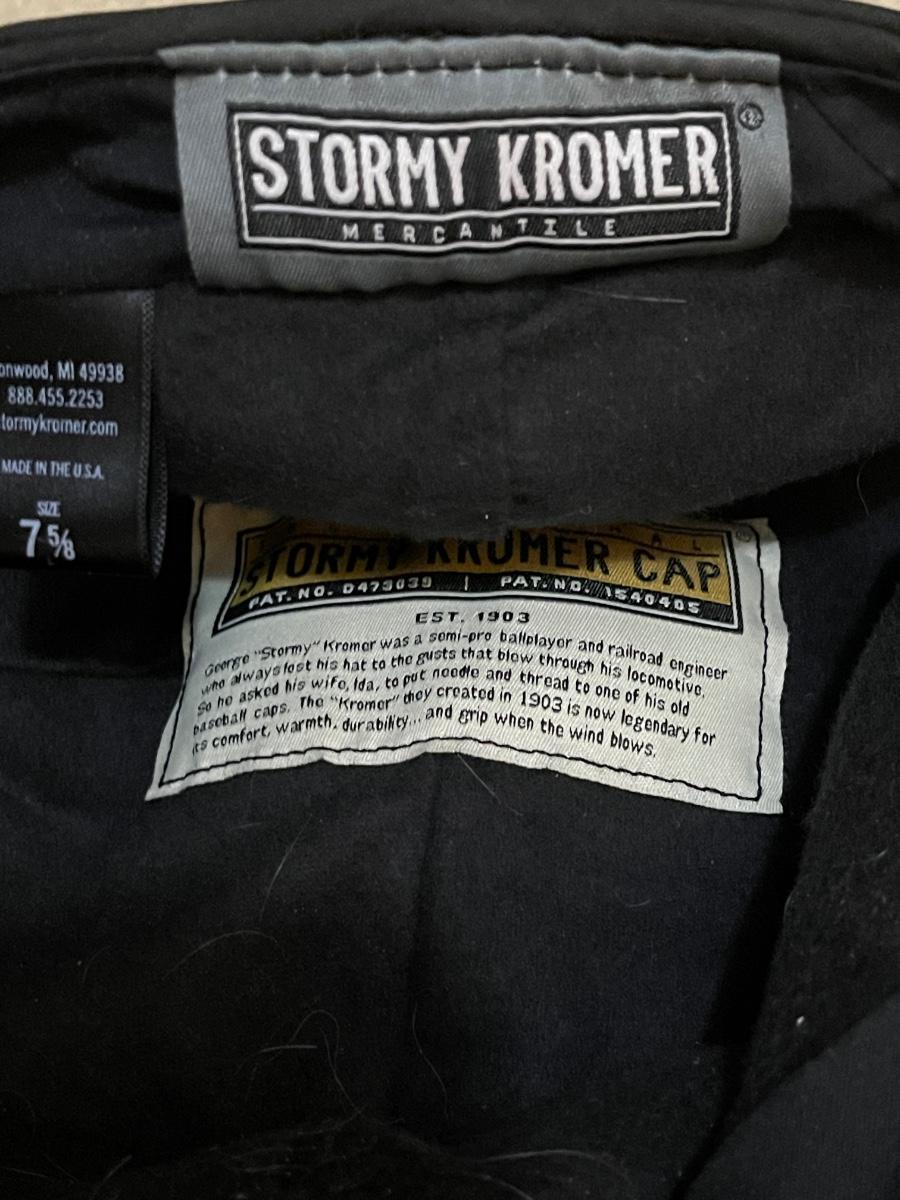 STORMY KROMER
MERCANTILE
onwood, MI 49938
888.455.2253
tormykromer.com
MADE IN THE U.S.A.
SIZE
7 5/8
STORMY KROMER CAP
PAT. NO. D473039 | PAT. NO. 1540405
EST. 1903
George "Stormy" Kromer was a semi-pro ballplayer and railroad engineer
who always lost his hat to the gusts that blew through his locomotive.
So he asked his wife, Ida, to put needle and thread to one of his old
baseball caps. The "Kromer" they created in 1903 is now legendary for
its comfort, warmth, durability... and grip when the wind blows.